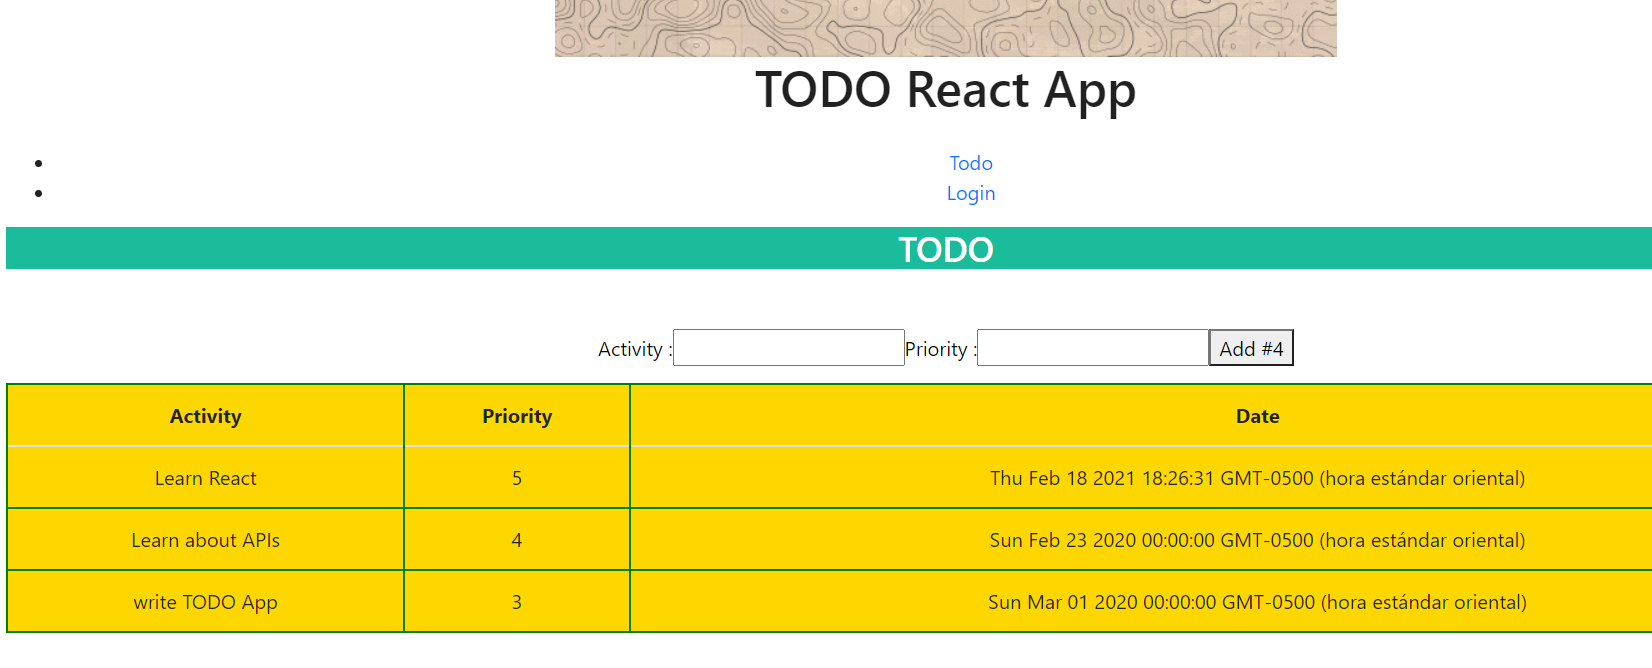 TODO React App
Todo
Login
TODO
Activity : Priority : Add #4
Activity Priority Date
Learn React 5 Thu Feb 18 2021 18:26:31 GMT-0500 (hora estándar oriental)
Learn about APIs 4 Sun Feb 23 2020 00:00:00 GMT-0500 (hora estándar oriental)
write TODO App 3 Sun Mar 01 2020 00:00:00 GMT-0500 (hora estándar oriental)